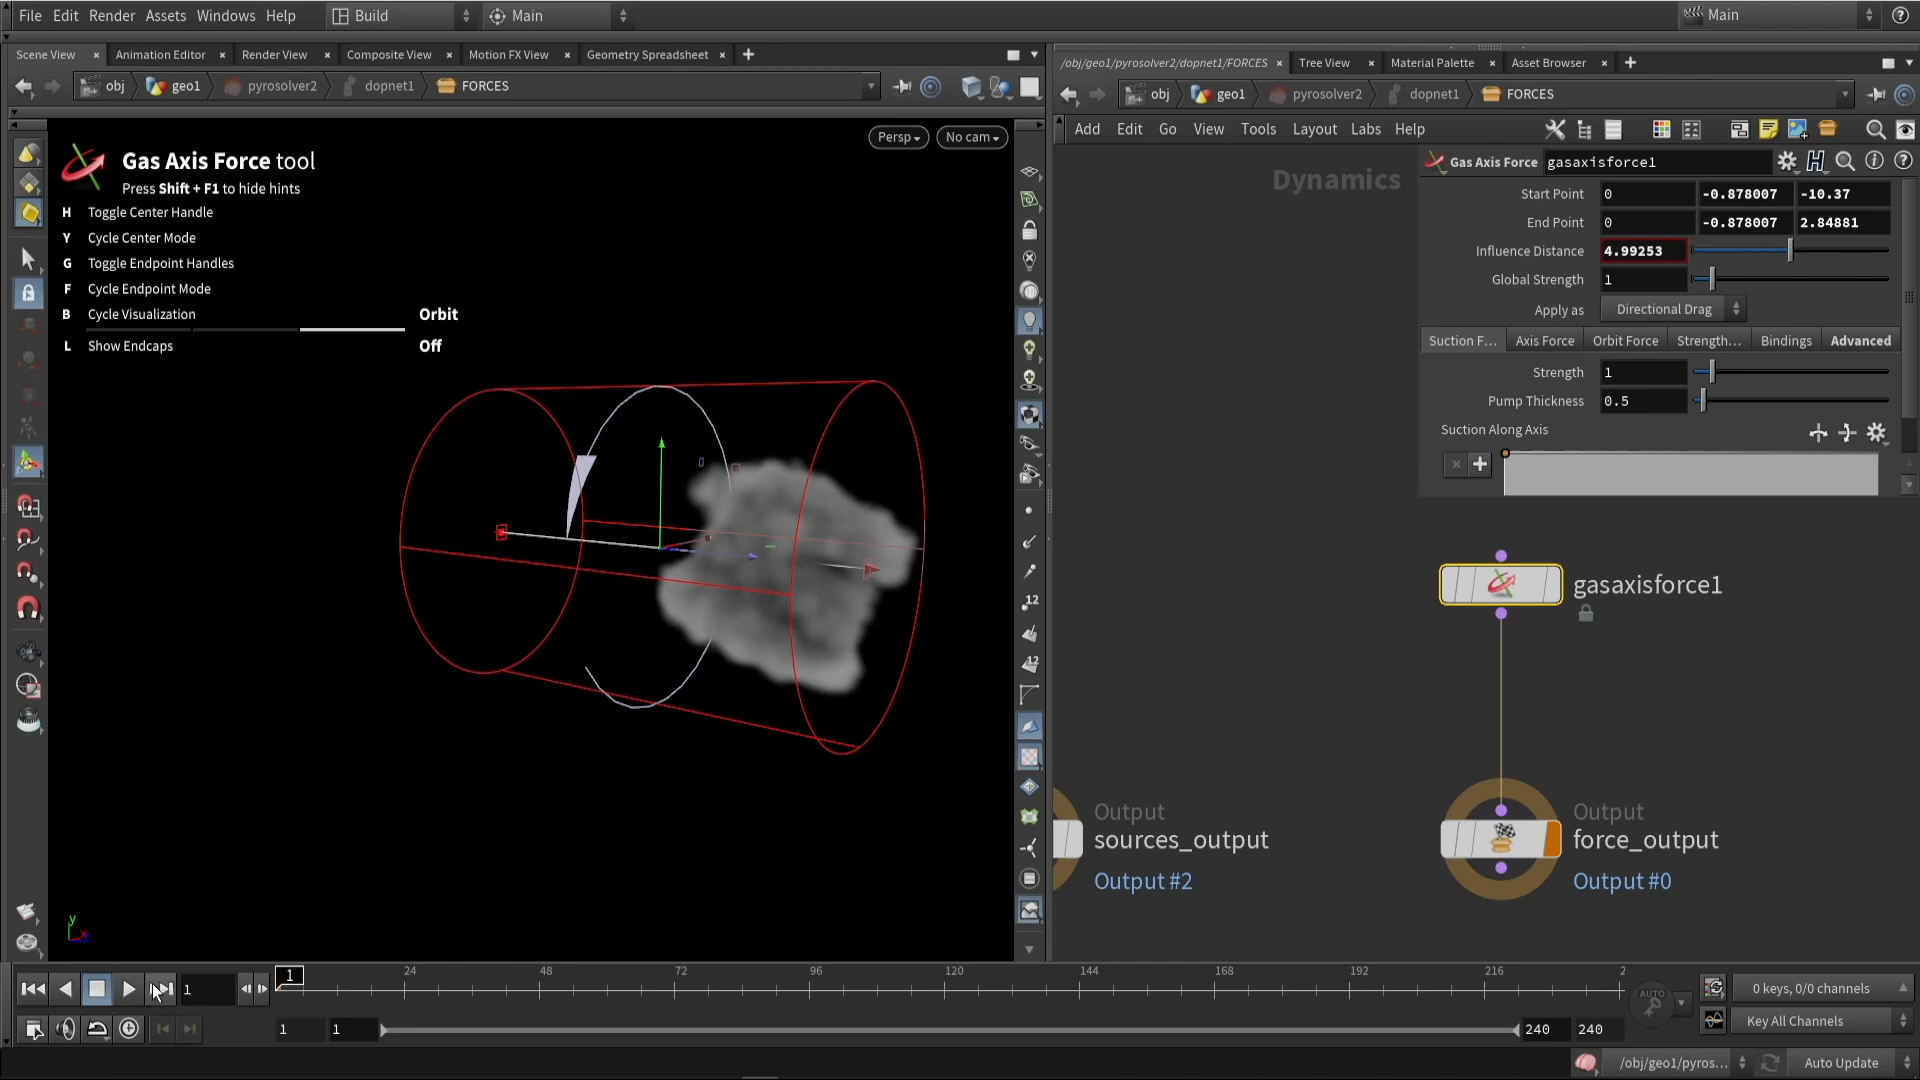 File Edit Render Assets Windows Help Build Main Main
Scene View Animation Editor Render View Composite View Motion FX View Geometry Spreadsheet
/obj/geo1/pyrosolver2/dopnet1/FORCES Tree View Material Palette Asset Browser
obj geo1 pyrosolver2 dopnet1 FORCES
obj geo1 pyrosolver2 dopnet1 FORCES
Add Edit Go View Tools Layout Labs Help
Persp No cam
Gas Axis Force tool
Press Shift + F1 to hide hints
H Toggle Center Handle
Y Cycle Center Mode
G Toggle Endpoint Handles
F Cycle Endpoint Mode
B Cycle Visualization Orbit
L Show Endcaps Off
Dynamics
Gas Axis Force gasaxisforce1
Start Point 0 -0.878007 -10.37
End Point 0 -0.878007 2.84881
Influence Distance 4.99253
Global Strength 1
Apply as Directional Drag
Suction F... Axis Force Orbit Force Strength... Bindings Advanced
Strength 1
Pump Thickness 0.5
Suction Along Axis
12
12
gasaxisforce1
Output
sources_output
Output #2
Output
force_output
Output #0
y
x
1 1 24 48 72 96 120 144 168 192 216 2
AUTO
0 keys, 0/0 channels
1 1 240 240
Key All Channels
/obj/geo1/pyros... Auto Update